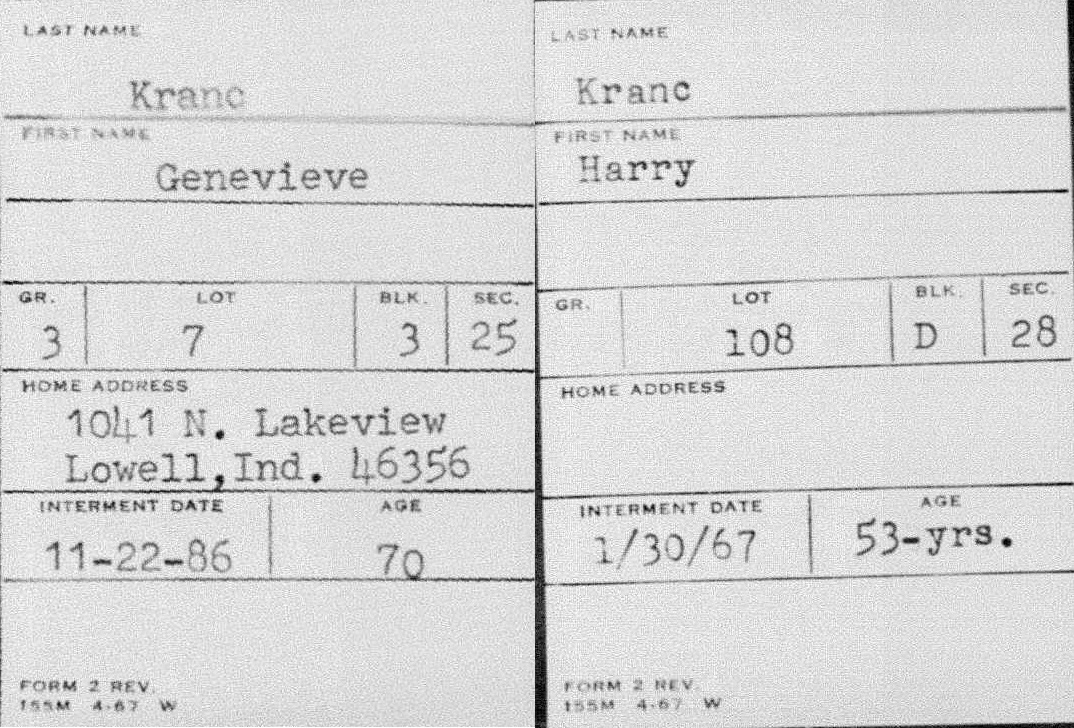 LAST NAME
Kranc
FIRST NAME
Genevieve
GR. LOT BLK. SEC.
3 7 3 25
HOME ADDRESS
1041 N. Lakeview
Lowell,Ind. 46356
INTERMENT DATE AGE
11-22-86 70
FORM 2 REV.
155M 4-67 W
LAST NAME
Kranc
FIRST NAME
Harry
GR. LOT BLK. SEC.
108 D 28
HOME ADDRESS
INTERMENT DATE AGE
1/30/67 53-yrs.
FORM 2 REV.
155M 4-67 W